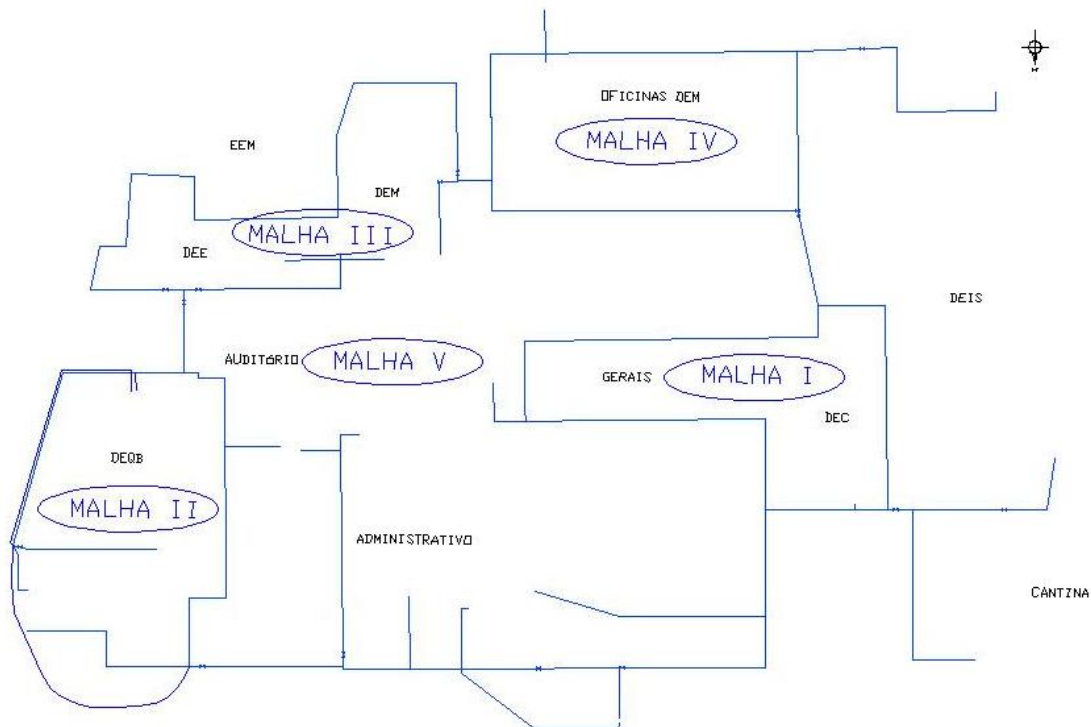 OFICINAS DEM
MALHA IV
EEM
DEM
MALHA III
DEE
DEIS
AUDITÓRIO
MALHA V
GERAIS
MALHA I
DEC
DEQB
MALHA II
ADMINISTRATIVO
CANTINA